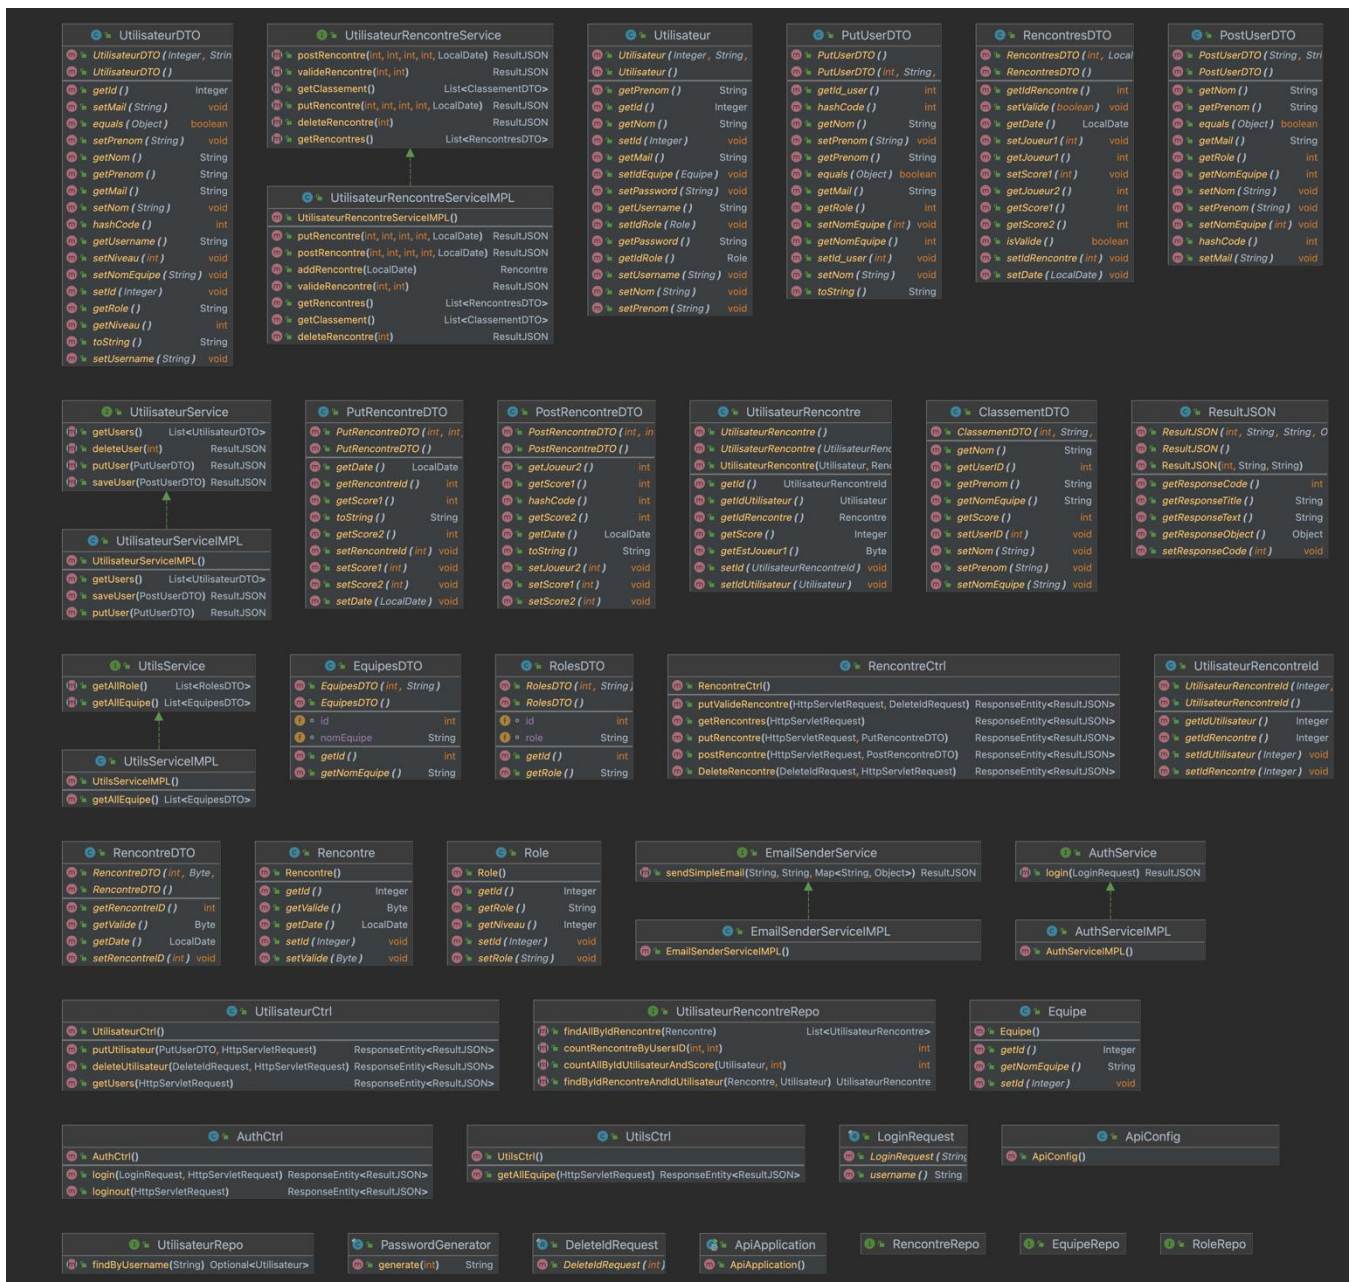 UtilisateurDTO
UtilisateurDTO(Integer, Strin
UtilisateurDTO()
getId() Integer
setMail(String) void
equals(Object) boolean
setPrenom(String) void
getNom() String
getPrenom() String
getMail() String
setNom(String) void
hashCode() int
getUsername() String
setNiveau(int) void
setNomEquipe(String) void
setId(Integer) void
getRole() String
getNiveau() int
toString() String
setUsername(String) void
UtilisateurRencontreService
postRencontre(int, int, int, int, LocalDate) ResultJSON
valideRencontre(int, int) ResultJSON
getClassement() List<ClassementDTO>
putRencontre(int, int, int, int, LocalDate) ResultJSON
deleteRencontre(int) ResultJSON
getRencontres() List<RencontresDTO>
UtilisateurRencontreServiceIMPL
UtilisateurRencontreServiceIMPL()
putRencontre(int, int, int, int, LocalDate) ResultJSON
postRencontre(int, int, int, int, LocalDate) ResultJSON
addRencontre(LocalDate) Rencontre
valideRencontre(int, int) ResultJSON
getRencontres() List<RencontresDTO>
getClassement() List<ClassementDTO>
deleteRencontre(int) ResultJSON
Utilisateur
Utilisateur(Integer, String,
Utilisateur()
getPrenom() String
getId() Integer
getNom() String
setId(Integer) void
getMail() String
setIdEquipe(Equipe) void
setPassword(String) void
getUsername() String
setIdRole(Role) void
getPassword() String
getIdRole() Role
setUsername(String) void
setNom(String) void
setPrenom(String) void
PutUserDTO
PutUserDTO()
PutUserDTO(int, String,
getId_user() int
hashCode() int
getNom() String
setPrenom(String) void
getPrenom() String
equals(Object) boolean
getMail() String
getRole() int
setNomEquipe(int) void
getNomEquipe() int
setId_user(int) void
setNom(String) void
toString() String
RencontresDTO
RencontresDTO(int, Local
RencontresDTO()
getIdRencontre() int
setValide(boolean) void
getDate() LocalDate
setJoueur1(int) void
getJoueur1() int
setScore1(int) void
getJoueur2() int
getScore1() int
getScore2() int
isValide() boolean
setIdRencontre(int) void
setDate(LocalDate) void
PostUserDTO
PostUserDTO(String, Stri
PostUserDTO()
getNom() String
getPrenom() String
equals(Object) boolean
getMail() String
getRole() int
getNomEquipe() int
setNom(String) void
setPrenom(String) void
setNomEquipe(int) void
hashCode() int
setMail(String) void
UtilisateurService
getUsers() List<UtilisateurDTO>
deleteUser(int) ResultJSON
putUser(PutUserDTO) ResultJSON
saveUser(PostUserDTO) ResultJSON
UtilisateurServiceIMPL
UtilisateurServiceIMPL()
getUsers() List<UtilisateurDTO>
saveUser(PostUserDTO) ResultJSON
putUser(PutUserDTO) ResultJSON
PutRencontreDTO
PutRencontreDTO(int, int
PutRencontreDTO()
getDate() LocalDate
getRencontreId() int
getScore1() int
toString() String
getScore2() int
setRencontreId(int) void
setScore1(int) void
setScore2(int) void
setDate(LocalDate) void
PostRencontreDTO
PostRencontreDTO(int, in
PostRencontreDTO()
getJoueur2() int
getScore1() int
hashCode() int
getScore2() int
getDate() LocalDate
toString() String
setJoueur2(int) void
setScore1(int) void
setScore2(int) void
UtilisateurRencontre
UtilisateurRencontre()
UtilisateurRencontre(UtilisateurRenc
UtilisateurRencontre(Utilisateur, Renc
getId() UtilisateurRencontreId
getIdUtilisateur() Utilisateur
getIdRencontre() Rencontre
getScore() Integer
getEstJoueur1() Byte
setId(UtilisateurRencontreId) void
setIdUtilisateur(Utilisateur) void
ClassementDTO
ClassementDTO(int, String,
getNom() String
getUserID() int
getPrenom() String
getNomEquipe() String
getScore() int
setUserID(int) void
setNom(String) void
setPrenom(String) void
setNomEquipe(String) void
ResultJSON
ResultJSON(int, String, String, O
ResultJSON()
ResultJSON(int, String, String)
getResponseCode() int
getResponseTitle() String
getResponseText() String
getResponseObject() Object
setResponseCode(int) void
UtilsService
getAllRole() List<RolesDTO>
getAllEquipe() List<EquipesDTO>
UtilsServiceIMPL
UtilsServiceIMPL()
getAllEquipe() List<EquipesDTO>
EquipesDTO
EquipesDTO(int, String)
EquipesDTO()
id int
nomEquipe String
getId() int
getNomEquipe() String
RolesDTO
RolesDTO(int, String)
RolesDTO()
id int
role String
getId() int
getRole() String
RencontreCtrl
RencontreCtrl()
putValideRencontre(HttpServletRequest, DeleteIdRequest) ResponseEntity<ResultJSON>
getRencontres(HttpServletRequest) ResponseEntity<ResultJSON>
putRencontre(HttpServletRequest, PutRencontreDTO) ResponseEntity<ResultJSON>
postRencontre(HttpServletRequest, PostRencontreDTO) ResponseEntity<ResultJSON>
DeleteRencontre(DeleteIdRequest, HttpServletRequest) ResponseEntity<ResultJSON>
UtilisateurRencontreId
UtilisateurRencontreId(Integer,
UtilisateurRencontreId()
getIdUtilisateur() Integer
getIdRencontre() Integer
setIdUtilisateur(Integer) void
setIdRencontre(Integer) void
RencontreDTO
RencontreDTO(int, Byte,
RencontreDTO()
getRencontreID() int
getValide() Byte
getDate() LocalDate
setRencontreID(int) void
Rencontre
Rencontre()
getId() Integer
getValide() Byte
getDate() LocalDate
setId(Integer) void
setValide(Byte) void
Role
Role()
getId() Integer
getRole() String
getNiveau() Integer
setId(Integer) void
setRole(String) void
EmailSenderService
sendSimpleEmail(String, String, Map<String, Object>) ResultJSON
EmailSenderServiceIMPL
EmailSenderServiceIMPL()
AuthService
login(LoginRequest) ResultJSON
AuthServiceIMPL
AuthServiceIMPL()
UtilisateurCtrl
UtilisateurCtrl()
putUtilisateur(PutUserDTO, HttpServletRequest) ResponseEntity<ResultJSON>
deleteUtilisateur(DeleteIdRequest, HttpServletRequest) ResponseEntity<ResultJSON>
getUsers(HttpServletRequest) ResponseEntity<ResultJSON>
UtilisateurRencontreRepo
findAllByIdRencontre(Rencontre) List<UtilisateurRencontre>
countRencontreByUsersID(int, int) int
countAllByIdUtilisateurAndScore(Utilisateur, int) int
findByIdRencontreAndIdUtilisateur(Rencontre, Utilisateur) UtilisateurRencontre
Equipe
Equipe()
getId() Integer
getNomEquipe() String
setId(Integer) void
AuthCtrl
AuthCtrl()
login(LoginRequest, HttpServletRequest) ResponseEntity<ResultJSON>
loginout(HttpServletRequest) ResponseEntity<ResultJSON>
UtilsCtrl
UtilsCtrl()
getAllEquipe(HttpServletRequest) ResponseEntity<ResultJSON>
LoginRequest
LoginRequest(String
username() String
ApiConfig
ApiConfig()
UtilisateurRepo
findByUsername(String) Optional<Utilisateur>
PasswordGenerator
generate(int) String
DeleteIdRequest
DeleteIdRequest(int)
ApiApplication
ApiApplication()
RencontreRepo
EquipeRepo
RoleRepo